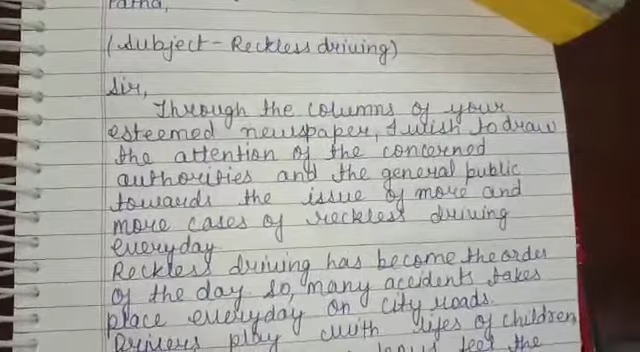 Patna,
(Subject - Reckless driving)
Sir,
Through the columns of your
esteemed newspaper, I wish to draw
the attention of the concerned
authorities and the general public
towards the issue of more and
more cases of reckless driving
everyday
Reckless driving has become the order
of the day so, many accidents takes
place everyday on city roads.
Drivers play with lifes of children
feel the